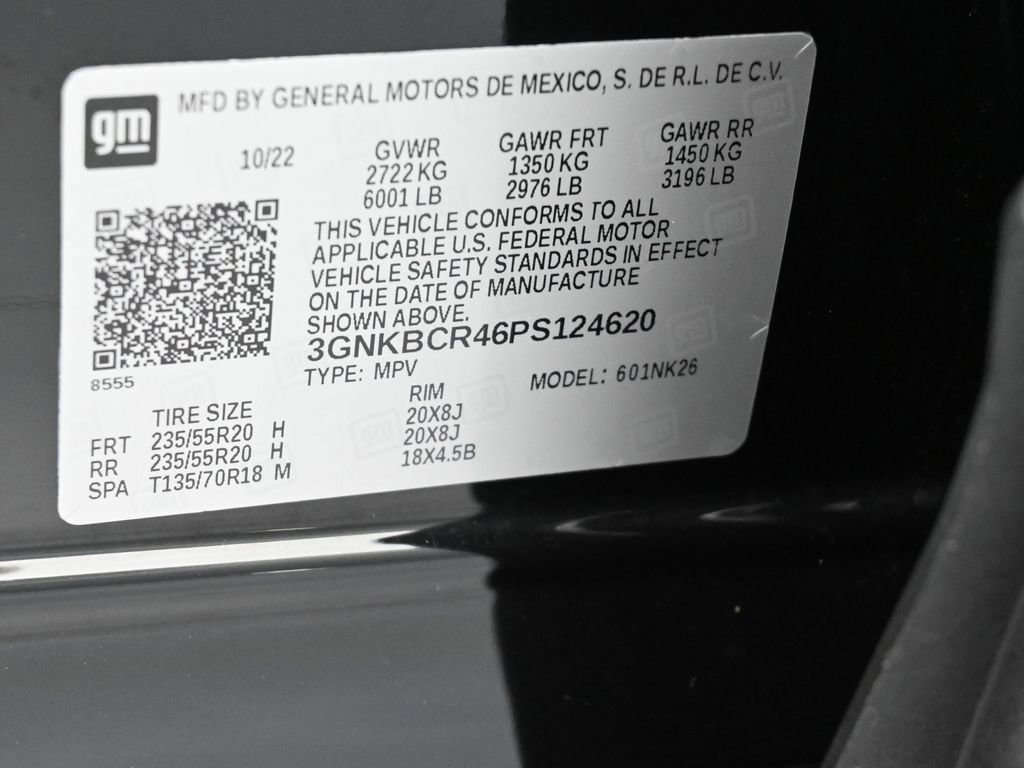 gm
MFD BY GENERAL MOTORS DE MEXICO, S. DE R.L. DE C.V.
10/22
GVWR
2722 KG
6001 LB
GAWR FRT
1350 KG
2976 LB
GAWR RR
1450 KG
3196 LB
THIS VEHICLE CONFORMS TO ALL
APPLICABLE U.S. FEDERAL MOTOR
VEHICLE SAFETY STANDARDS IN EFFECT
ON THE DATE OF MANUFACTURE
SHOWN ABOVE.
3GNKBCR46PS124620
8555
TYPE: MPV
MODEL: 601NK26
TIRE SIZE RIM
FRT 235/55R20 H 20X8J
RR 235/55R20 H 20X8J
SPA T135/70R18 M 18X4.5B